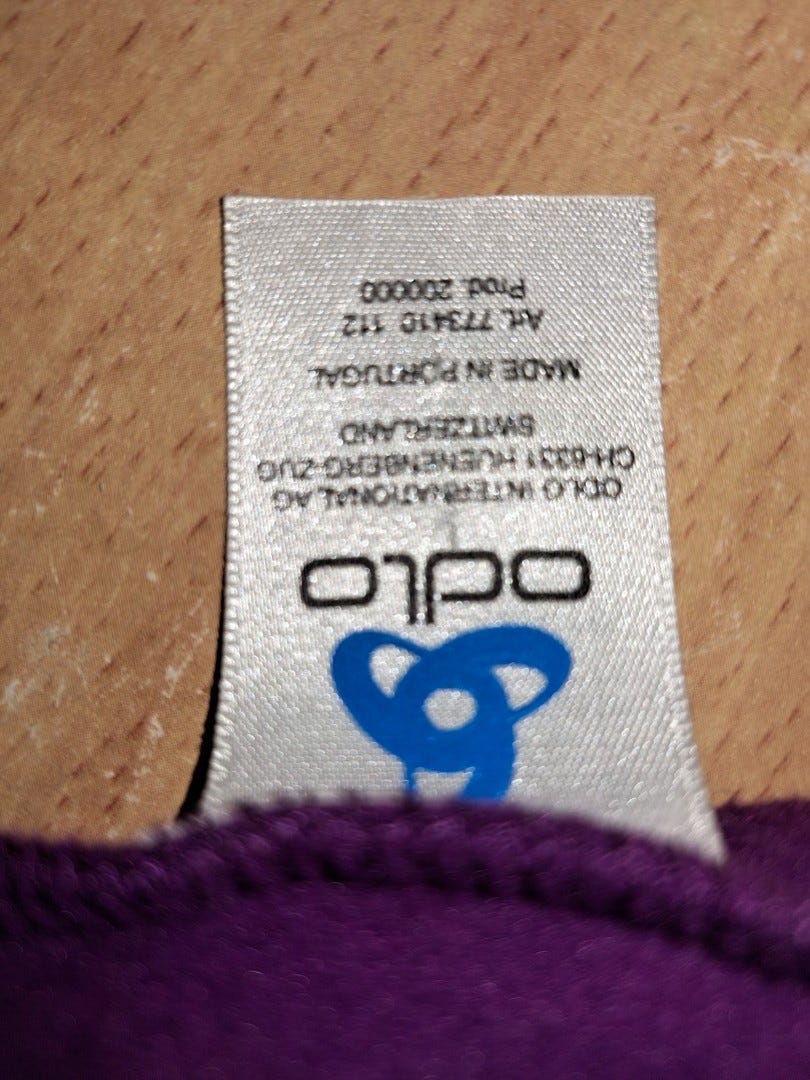 odlo
ODLO INTERNATIONAL AG
CH-6331 HUENENBERG-ZUG
SWITZERLAND
MADE IN PORTUGAL
Art. 773410 112
Prod. 200000